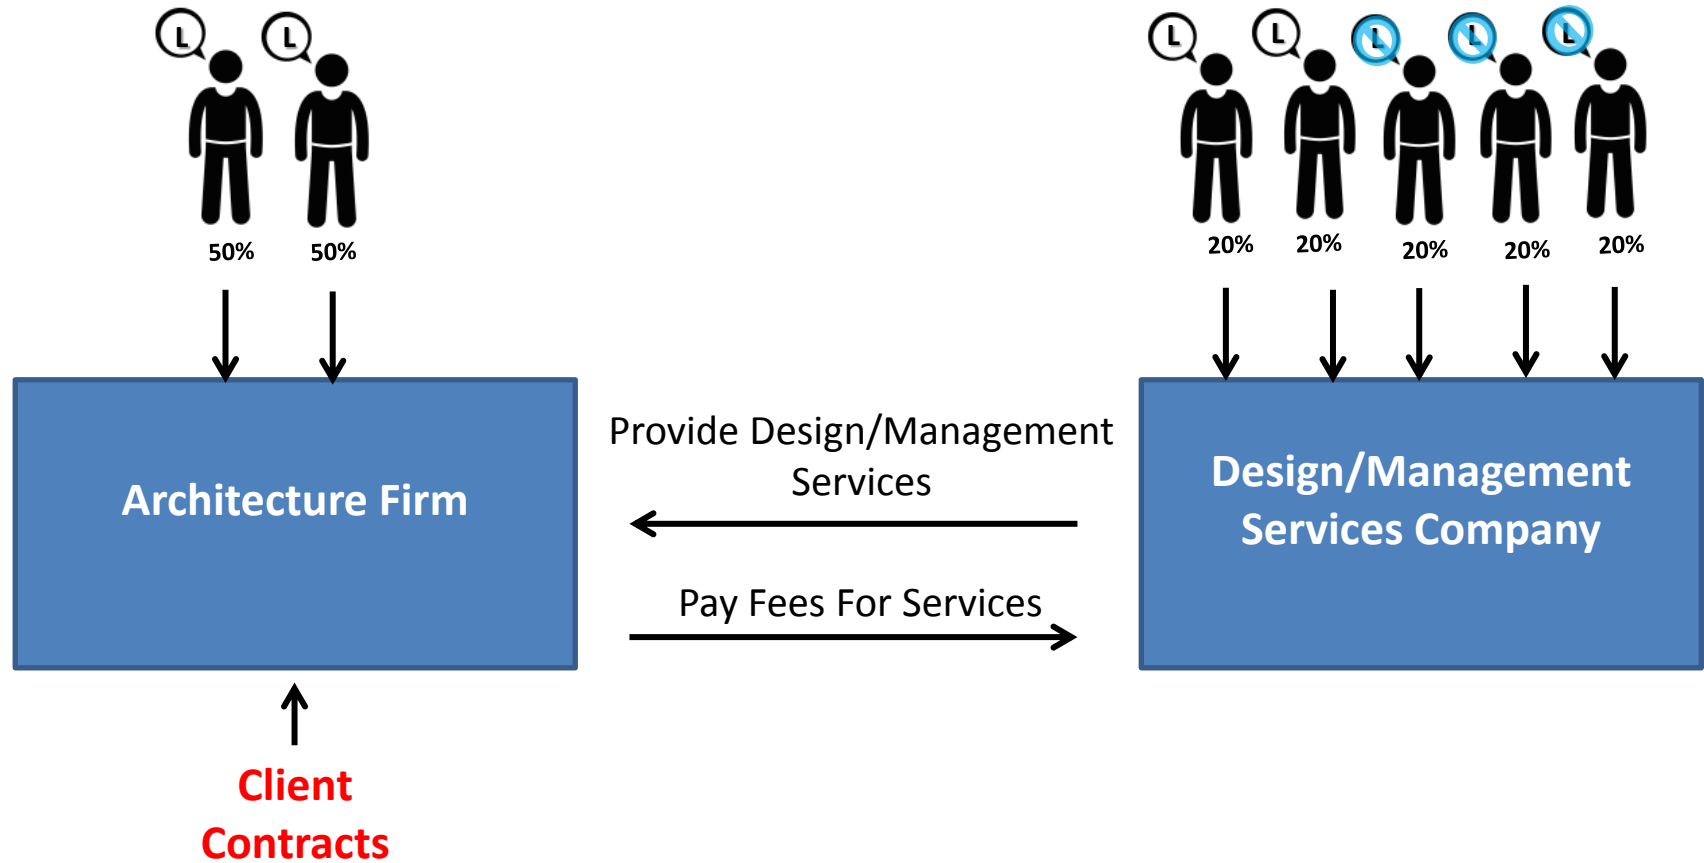 L L L L L L L
50% 50% 20% 20% 20% 20% 20%
Architecture Firm
Provide Design/Management
Services
Pay Fees For Services
Design/Management
Services Company
Client
Contracts